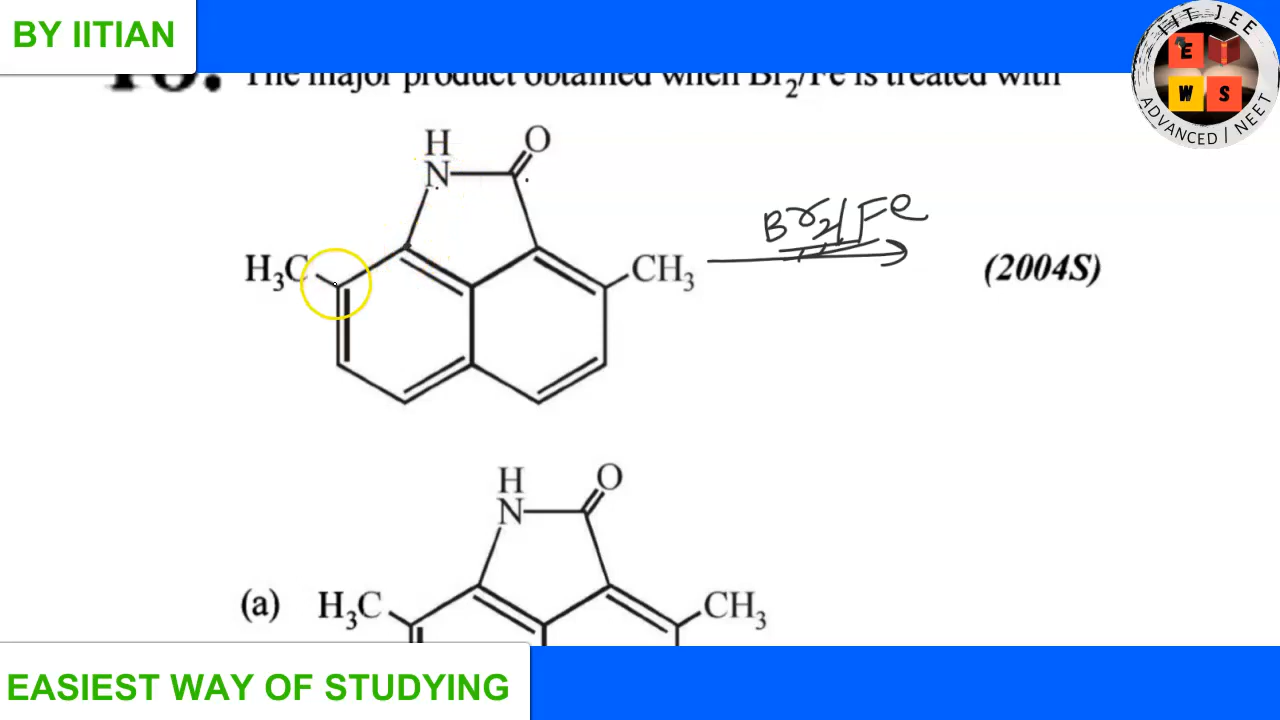 BY IITIAN
IIT JEE
E
W S
ADVANCED / NEET
18. The major product obtained when Br2/Fe is treated with
H
N
O
H3C
CH3
Br2/Fe
(2004S)
H
N
O
(a) H3C
CH3
EASIEST WAY OF STUDYING